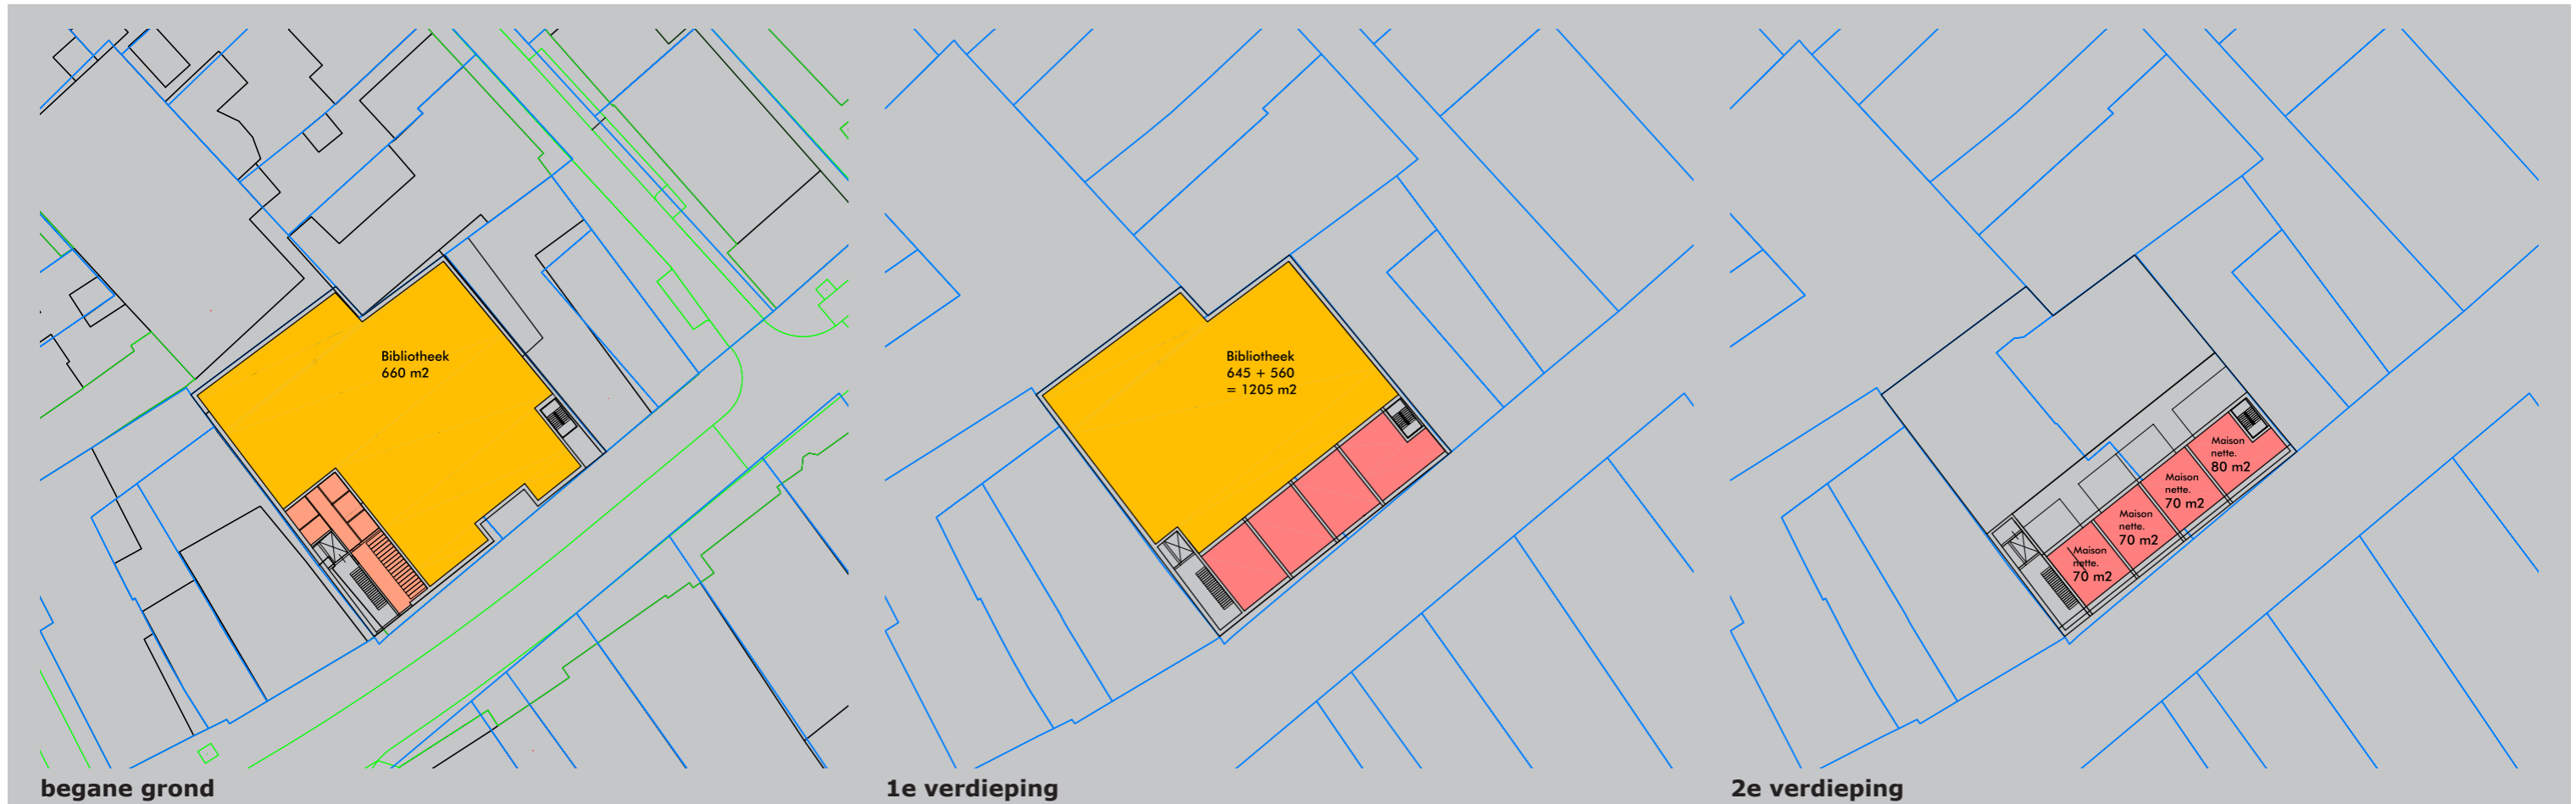 Bibliotheek
660 m2
begane grond
Bibliotheek
645 + 560
= 1205 m2
1e verdieping
Maison
nette.
80 m2
Maison
nette.
70 m2
Maison
nette.
70 m2
Maison
nette.
70 m2
2e verdieping